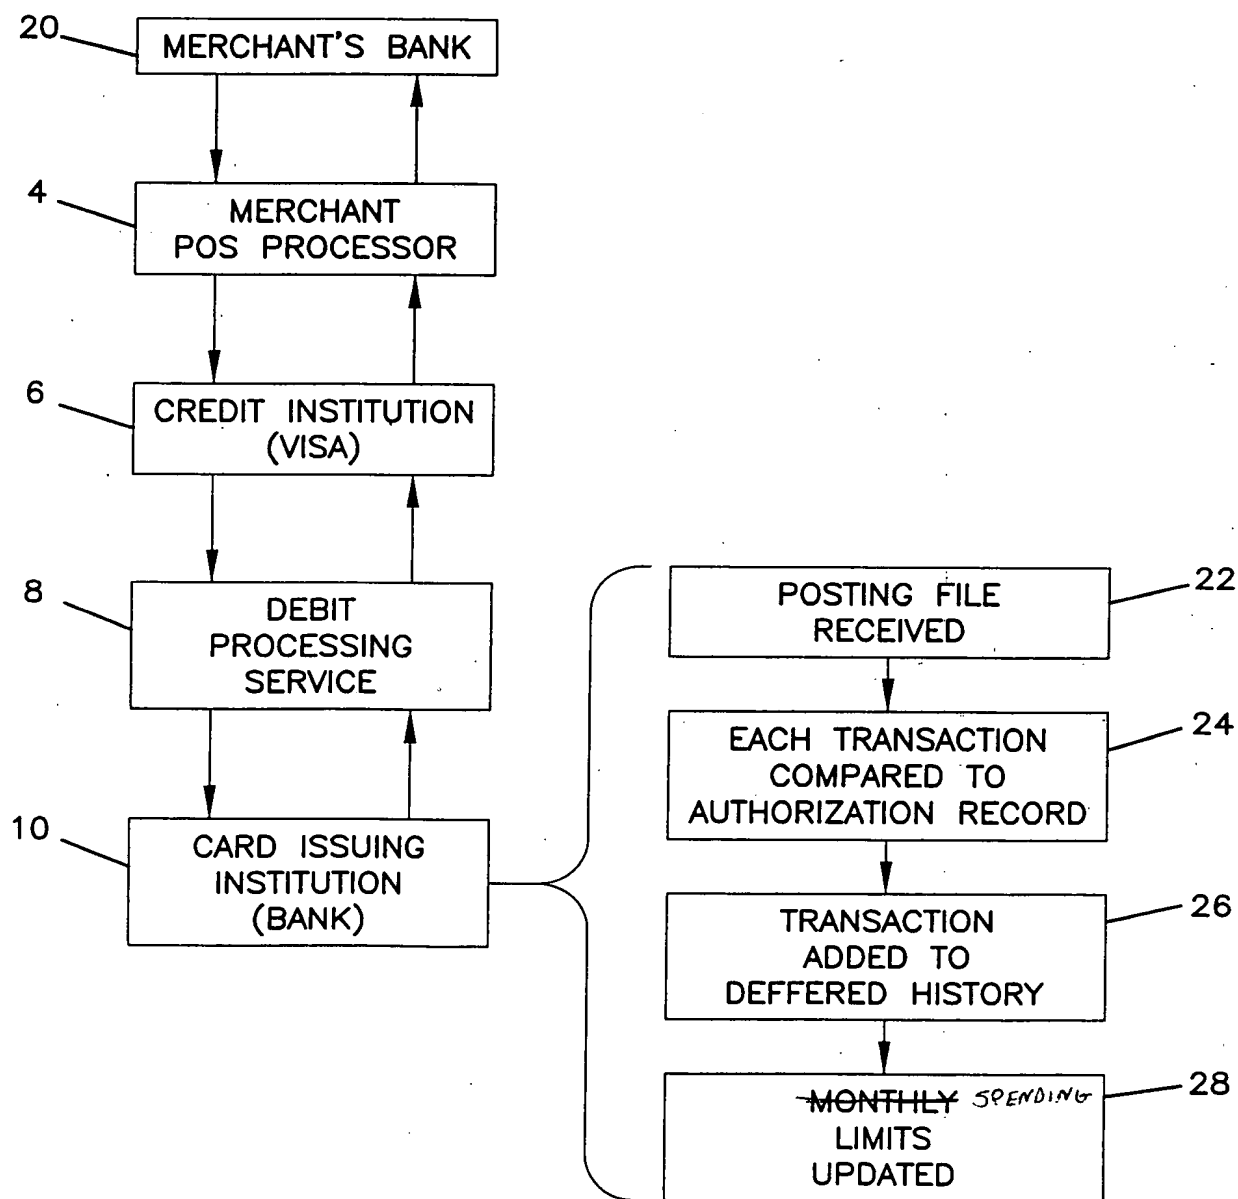 20
MERCHANT'S BANK
4
MERCHANT
POS PROCESSOR
6
CREDIT INSTITUTION
(VISA)
8
DEBIT
PROCESSING
SERVICE
10
CARD ISSUING
INSTITUTION
(BANK)
POSTING FILE
RECEIVED
22
EACH TRANSACTION
COMPARED TO
AUTHORIZATION RECORD
24
TRANSACTION
ADDED TO
DEFFERED HISTORY
26
MONTHLY SPENDING
LIMITS
UPDATED
28